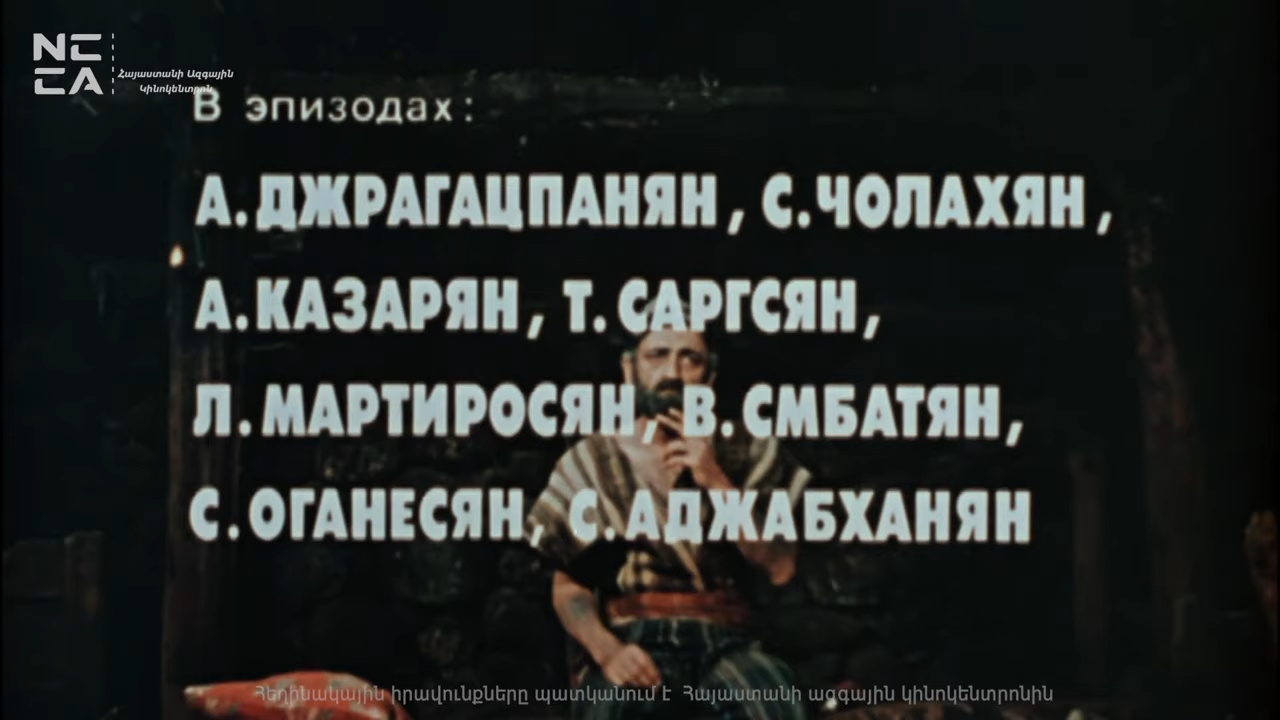 NC
CA
Հայաստանի Ազգային
Կինոկենտրոն
В эпизодах:
А.ДЖРАГАЦПАНЯН, С.ЧОЛАХЯН,
А.КАЗАРЯН, Т.САРГСЯН,
Л.МАРТИРОСЯН, В.СМБАТЯН,
С.ОГАНЕСЯН, С.АДЖАБХАНЯН
Հեղինակային իրավունքները պատկանում է Հայաստանի ազգային կինոկենտրոնին